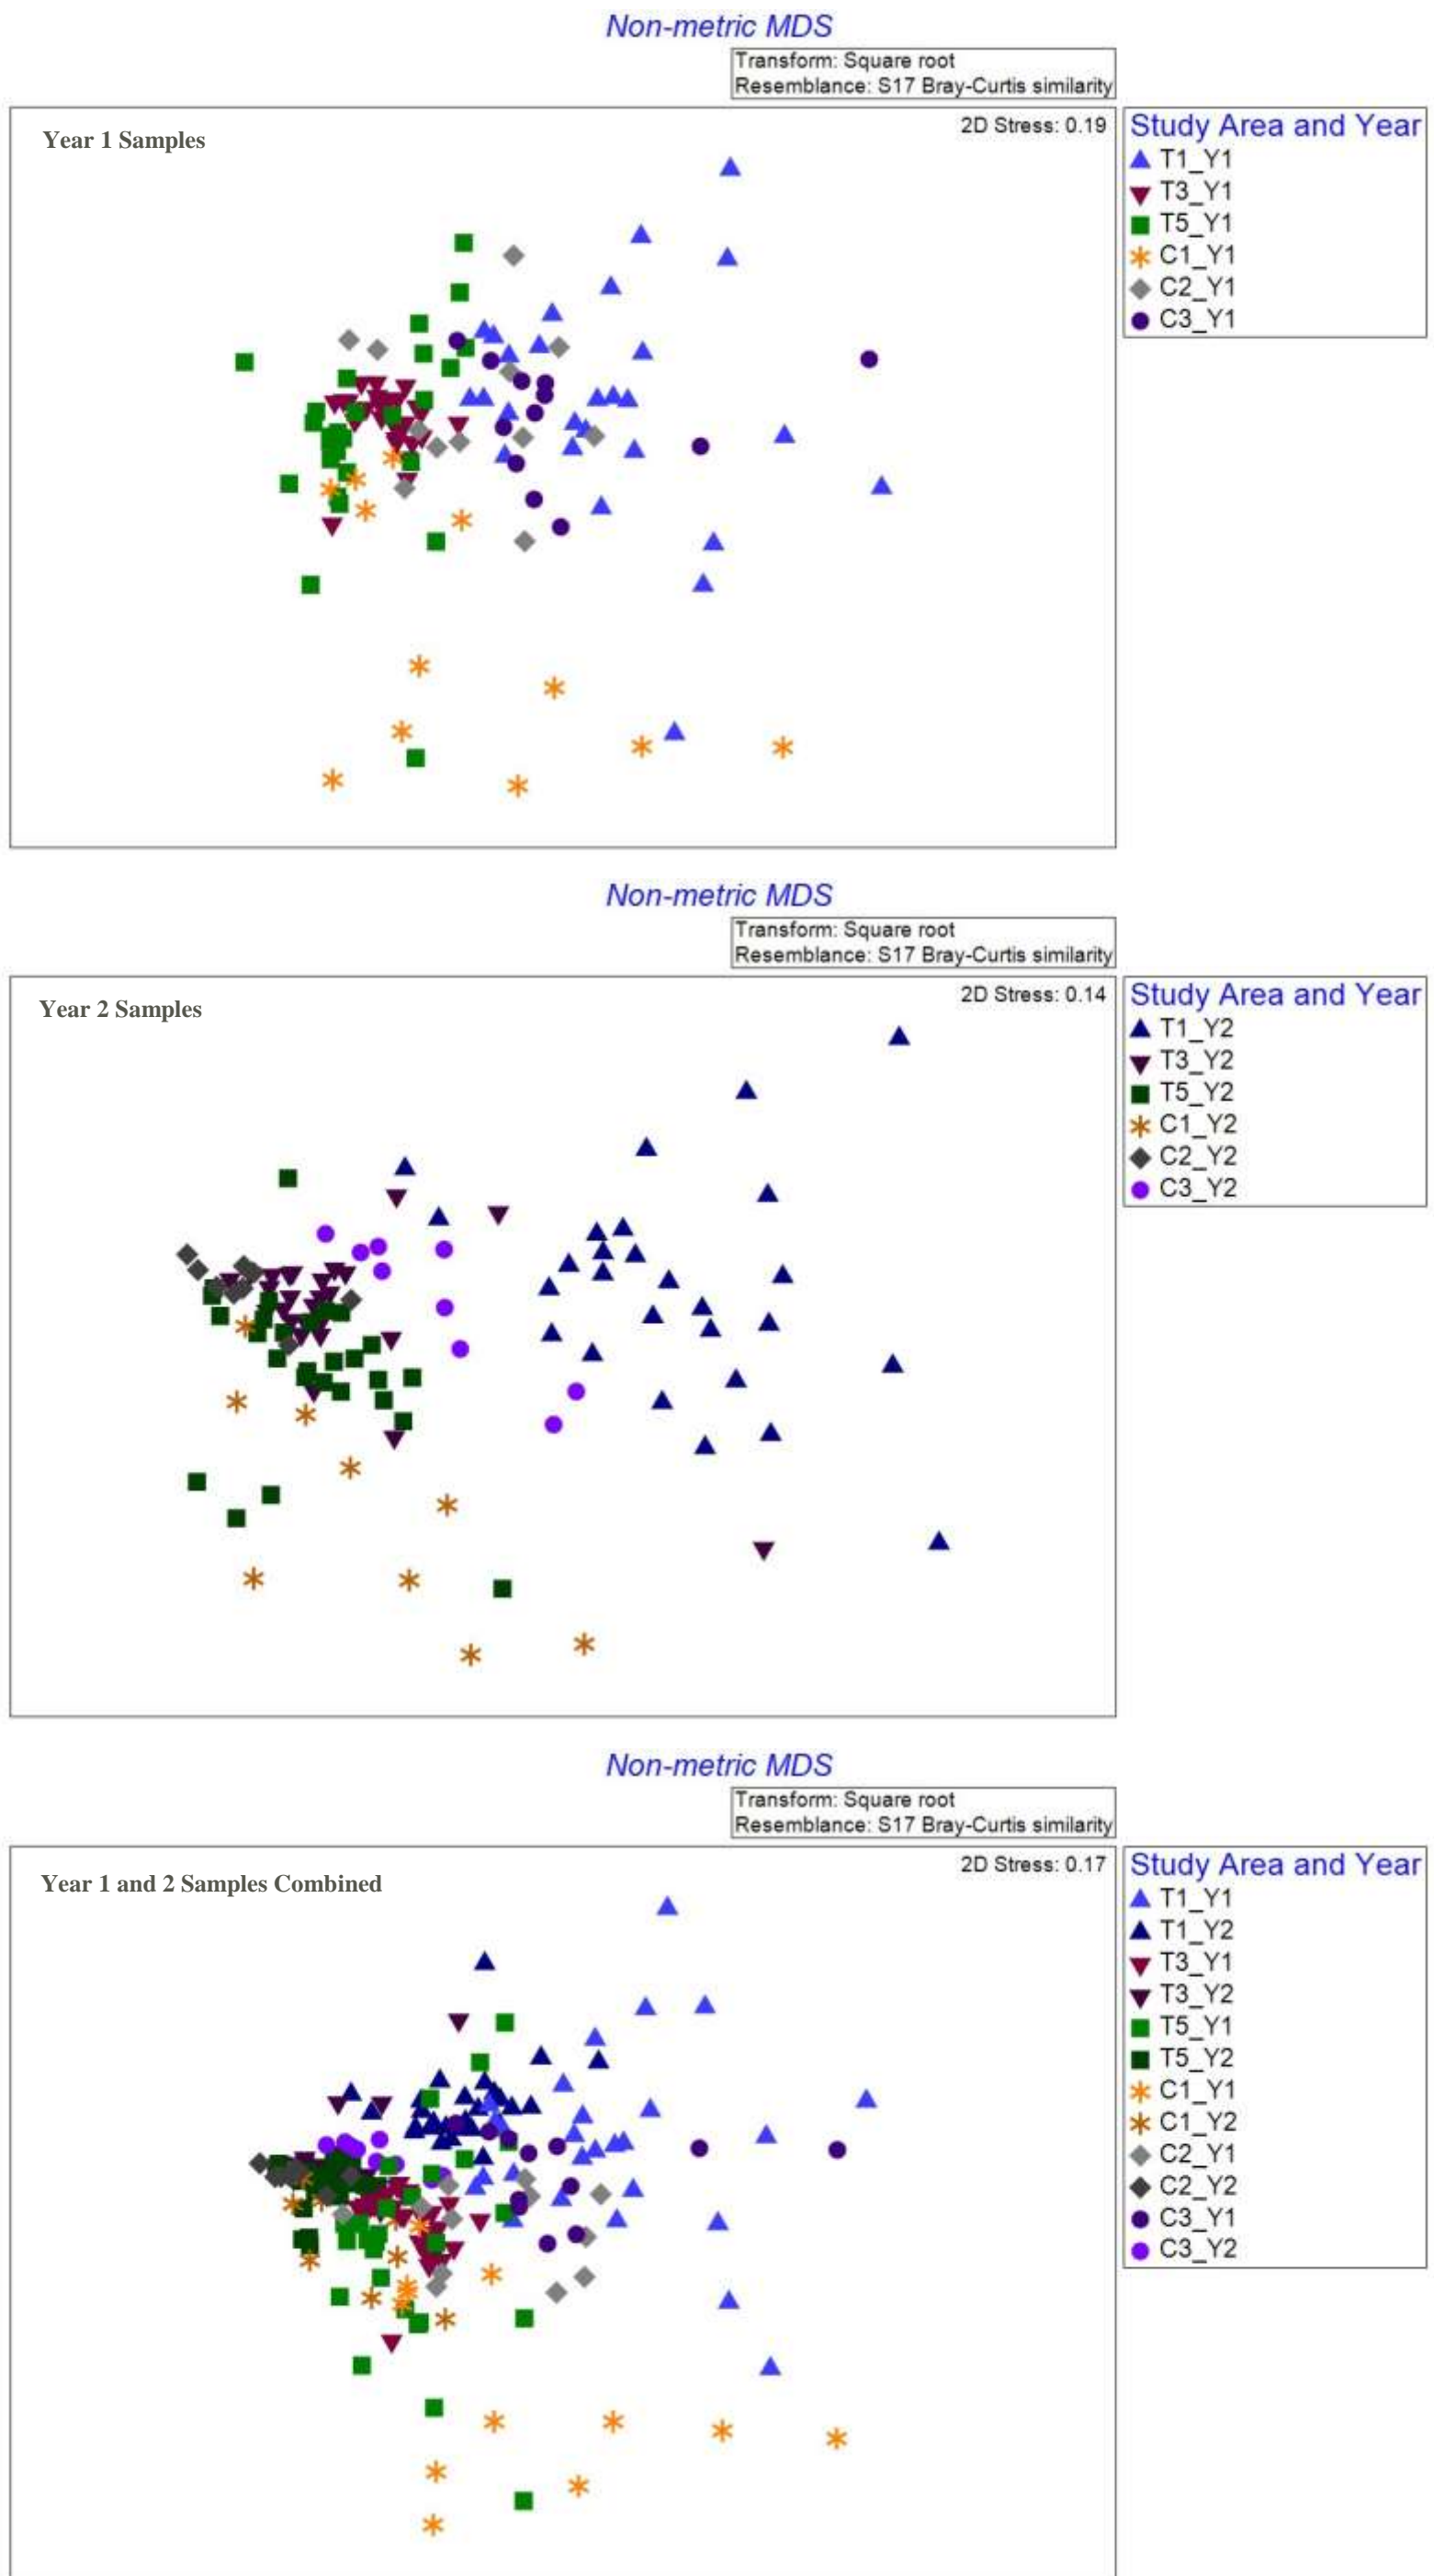 Non-metric MDS
Transform: Square root
Resemblance: S17 Bray-Curtis similarity
Year 1 Samples
2D Stress: 0.19
Study Area and Year
T1_Y1
T3_Y1
T5_Y1
C1_Y1
C2_Y1
C3_Y1
Non-metric MDS
Transform: Square root
Resemblance: S17 Bray-Curtis similarity
Year 2 Samples
2D Stress: 0.14
Study Area and Year
T1_Y2
T3_Y2
T5_Y2
C1_Y2
C2_Y2
C3_Y2
Non-metric MDS
Transform: Square root
Resemblance: S17 Bray-Curtis similarity
Year 1 and 2 Samples Combined
2D Stress: 0.17
Study Area and Year
T1_Y1
T1_Y2
T3_Y1
T3_Y2
T5_Y1
T5_Y2
C1_Y1
C1_Y2
C2_Y1
C2_Y2
C3_Y1
C3_Y2